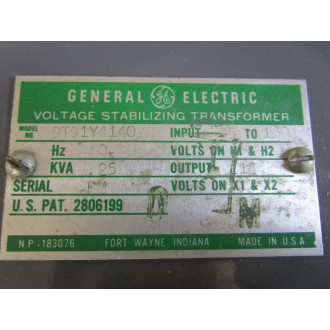 GENERAL GE ELECTRIC
VOLTAGE STABILIZING TRANSFORMER
MODEL NO. 9T91Y4140 INPUT TO 130
Hz VOLTS ON H1 & H2
KVA .25 OUTPUT
SERIAL VOLTS ON X1 & X2
U.S. PAT. 2806199 D M
NP-183076 FORT WAYNE, INDIANA MADE IN U.S.A.